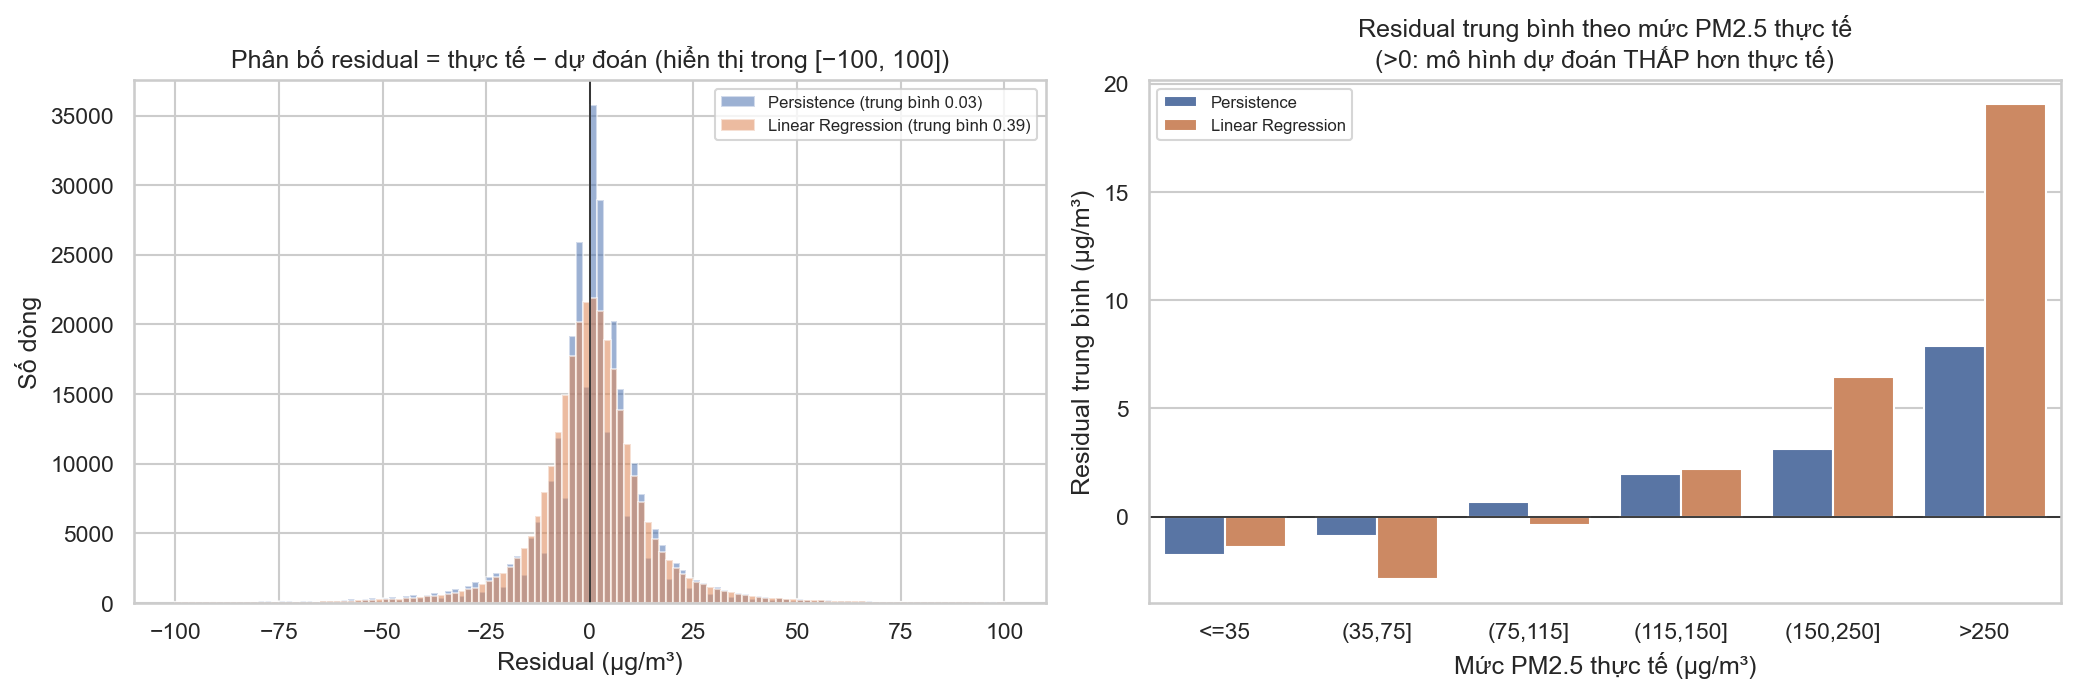 Phân bố residual = thực tế − dự đoán (hiển thị trong [−100, 100])
Persistence (trung bình 0.03)
Linear Regression (trung bình 0.39)
35000
30000
25000
20000
15000
10000
5000
0
Số dòng
−100
−75
−50
−25
0
25
50
75
100
Residual (µg/m³)
Residual trung bình theo mức PM2.5 thực tế
(>0: mô hình dự đoán THẤP hơn thực tế)
Persistence
Linear Regression
20
15
10
5
0
Residual trung bình (µg/m³)
<=35
(35,75]
(75,115]
(115,150]
(150,250]
>250
Mức PM2.5 thực tế (µg/m³)